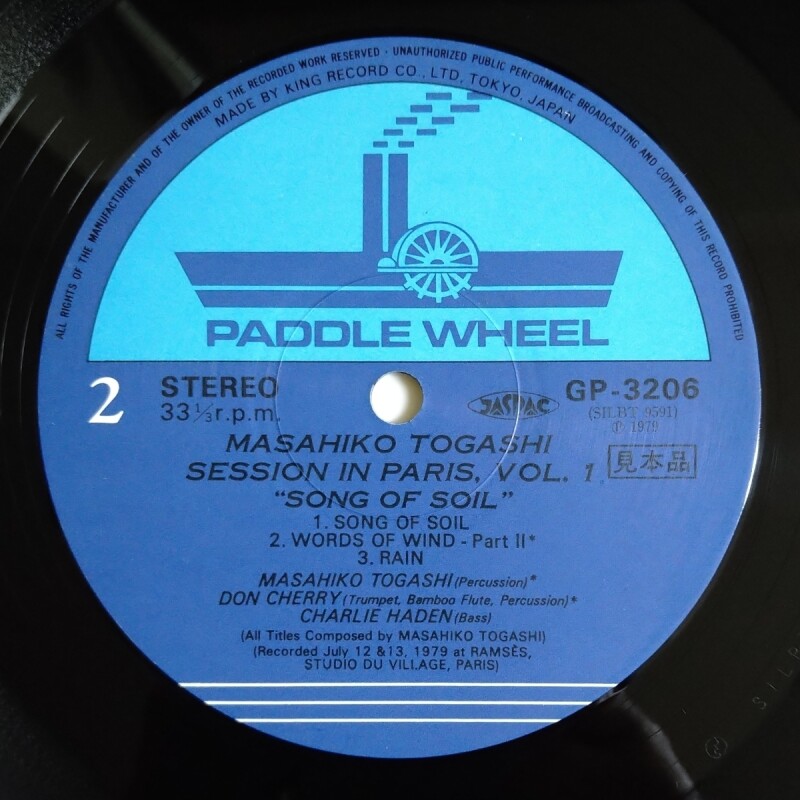 ALL RIGHTS OF THE MANUFACTURER AND OF THE OWNER OF THE RECORDED WORK RESERVED · UNAUTHORIZED PUBLIC PERFORMANCE BROADCASTING AND COPYING OF THIS RECORD PROHIBITED
MADE BY KING RECORD CO., LTD, TOKYO, JAPAN
PADDLE WHEEL
2 STEREO JASRAC GP-3206
33⅓r.p.m. (SILBT 9591)
℗ 1979
MASAHIKO TOGASHI
SESSION IN PARIS, VOL. 1 見本品
"SONG OF SOIL"
1. SONG OF SOIL
2. WORDS OF WIND - Part II*
3. RAIN
MASAHIKO TOGASHI (Percussion)*
DON CHERRY (Trumpet, Bamboo Flute, Percussion)*
CHARLIE HADEN (Bass)
(All Titles Composed by MASAHIKO TOGASHI)
(Recorded July 12 & 13, 1979 at RAMSÈS,
STUDIO DU VILLAGE, PARIS)